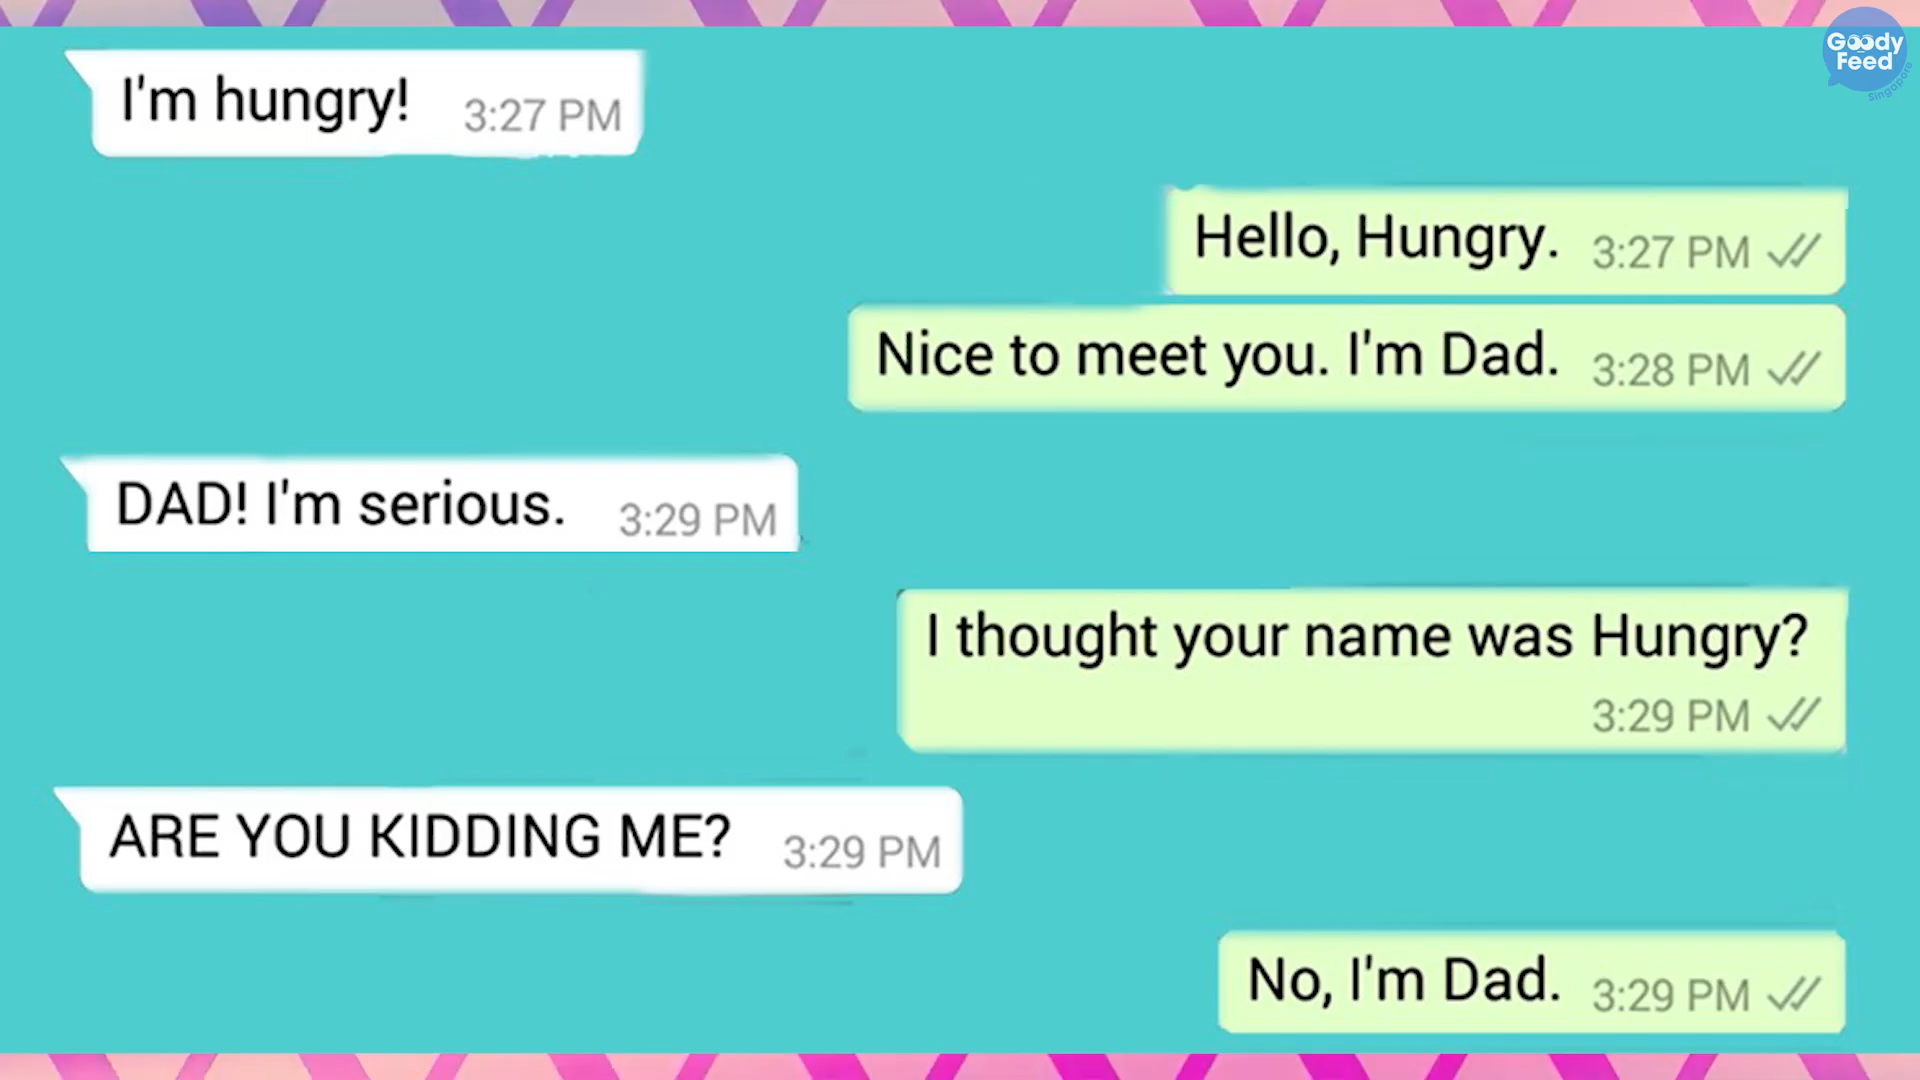 Goody
Feed
Singapore
I'm hungry! 3:27 PM
Hello, Hungry. 3:27 PM
Nice to meet you. I'm Dad. 3:28 PM
DAD! I'm serious. 3:29 PM
I thought your name was Hungry?
3:29 PM
ARE YOU KIDDING ME? 3:29 PM
No, I'm Dad. 3:29 PM